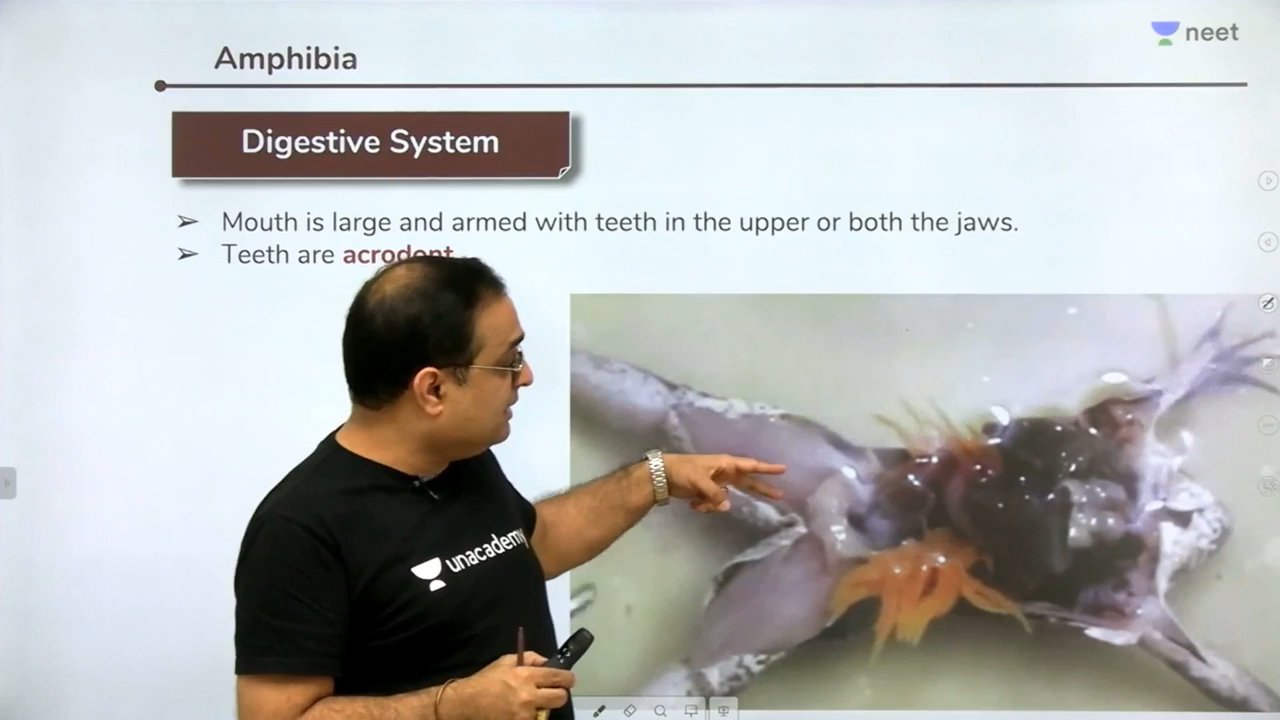 neet
Amphibia
Digestive System
➢ Mouth is large and armed with teeth in the upper or both the jaws.
➢ Teeth are acrodont
unacademy